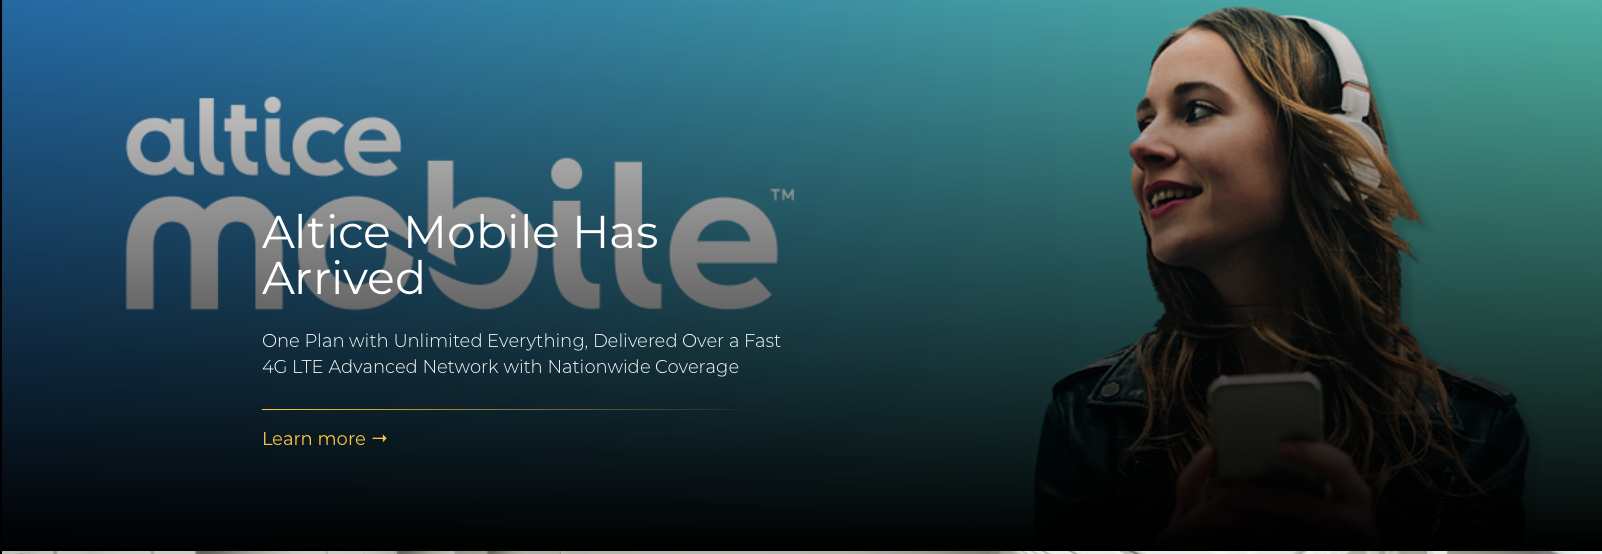 altice
mobile™
Altice Mobile Has
Arrived
One Plan with Unlimited Everything, Delivered Over a Fast
4G LTE Advanced Network with Nationwide Coverage
Learn more →